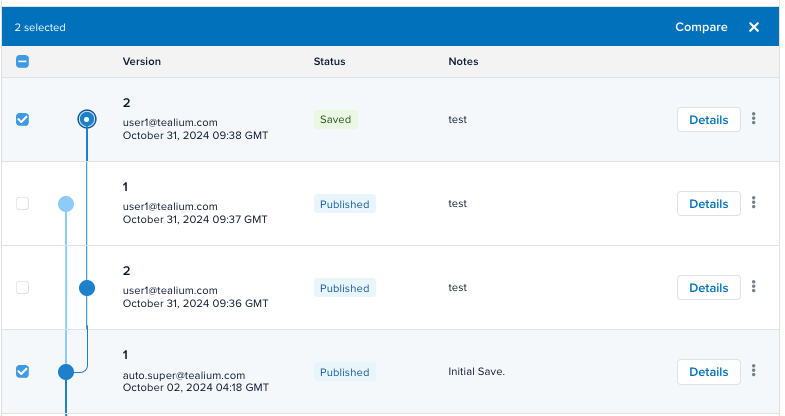 2 selected Compare
Version Status Notes
2
user1@tealium.com
October 31, 2024 09:38 GMT
Saved test Details
1
user1@tealium.com
October 31, 2024 09:37 GMT
Published test Details
2
user1@tealium.com
October 31, 2024 09:36 GMT
Published test Details
1
auto.super@tealium.com
October 02, 2024 04:18 GMT
Published Initial Save. Details